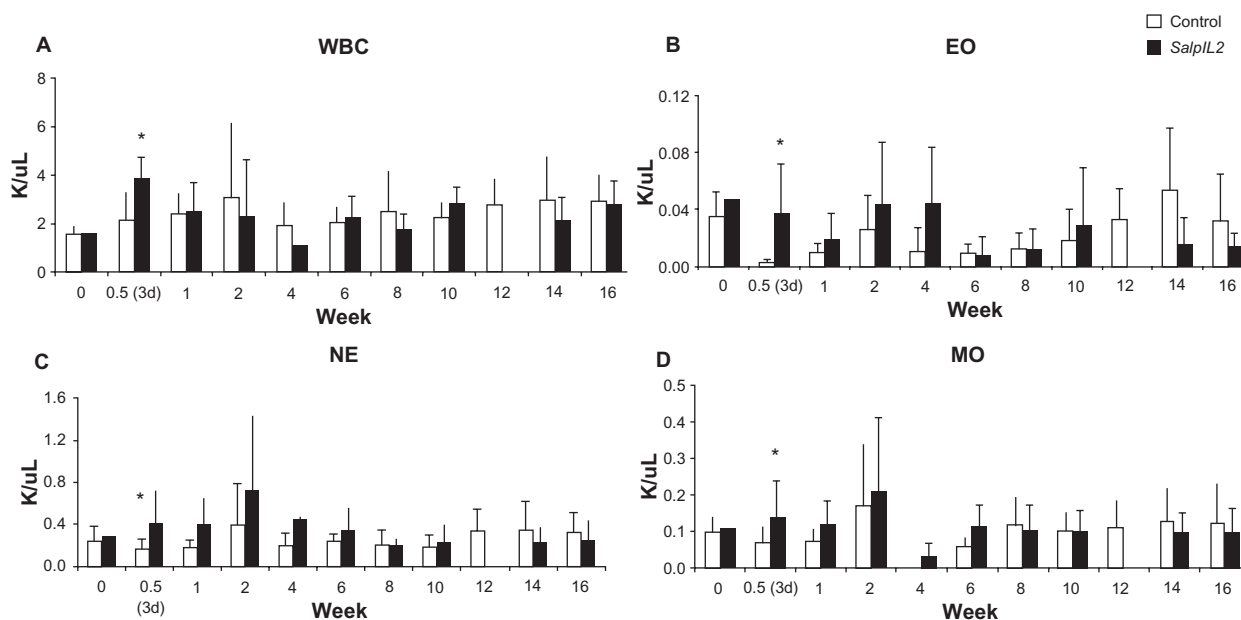 Control
SalpIL2
A
WBC
8
6
4
2
0
K/uL
*
0 0.5 (3d) 1 2 4 6 8 10 12 14 16
Week
B
EO
0.12
0.08
0.04
0.00
K/uL
*
0 0.5 (3d) 1 2 4 6 8 10 12 14 16
Week
C
NE
1.6
1.2
0.8
0.4
0.0
K/uL
*
0 0.5 1 2 4 6 8 10 12 14 16
(3d)
Week
D
MO
0.5
0.4
0.3
0.2
0.1
0.0
K/uL
*
0 0.5 (3d) 1 2 4 6 8 10 12 14 16
Week